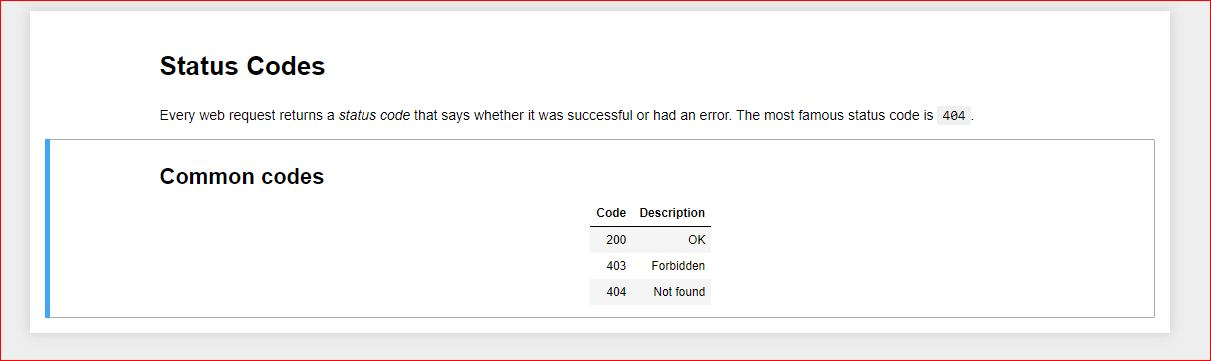 Status Codes
Every web request returns a status code that says whether it was successful or had an error. The most famous status code is 404.
Common codes
Code Description
200 OK
403 Forbidden
404 Not found